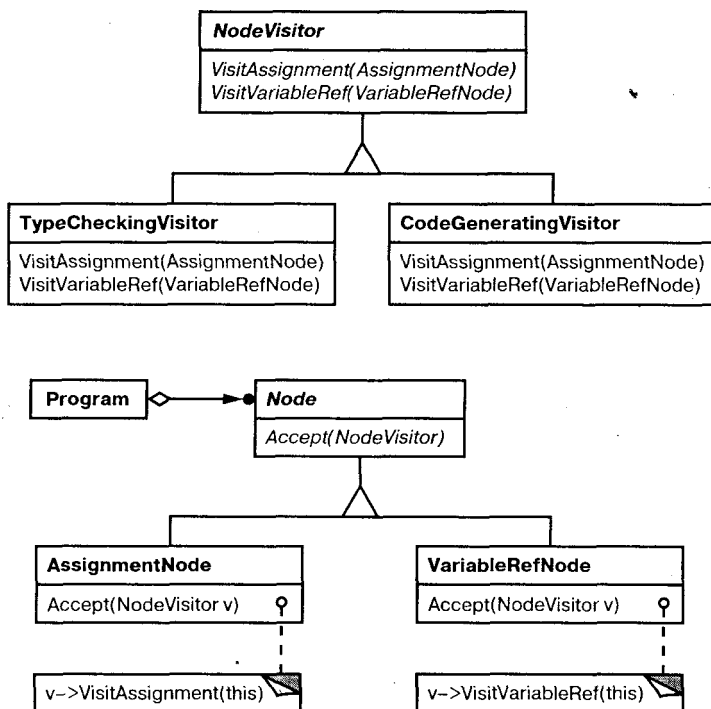 NodeVisitor
VisitAssignment(AssignmentNode)
VisitVariableRef(VariableRefNode)
TypeCheckingVisitor
VisitAssignment(AssignmentNode)
VisitVariableRef(VariableRefNode)
CodeGeneratingVisitor
VisitAssignment(AssignmentNode)
VisitVariableRef(VariableRefNode)
Program
Node
Accept(NodeVisitor)
AssignmentNode
Accept(NodeVisitor v)
VariableRefNode
Accept(NodeVisitor v)
v–>VisitAssignment(this)
v–>VisitVariableRef(this)